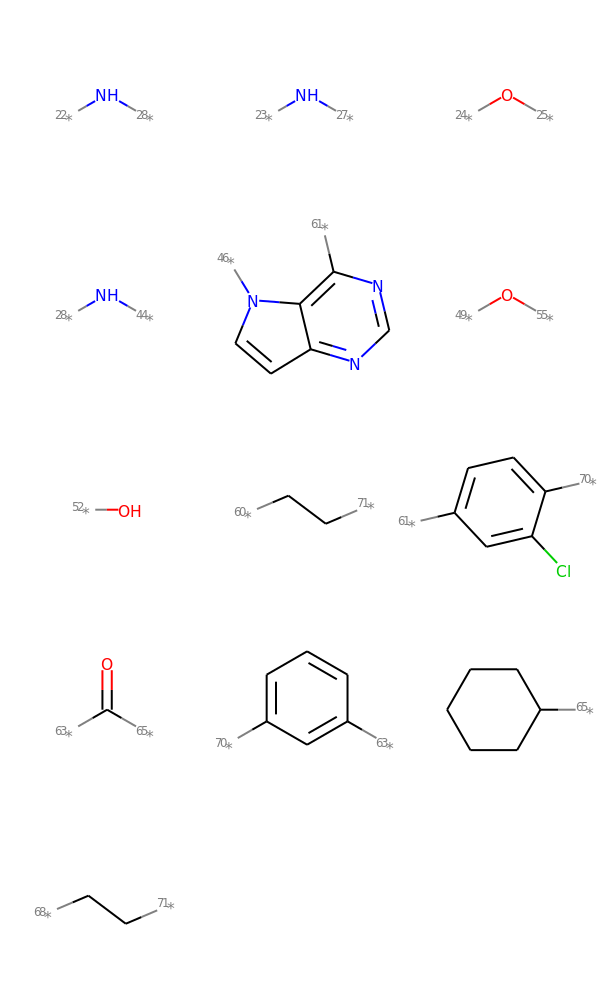 22* NH 28* 23* NH 27* 24* O 25*
61*
46* N N
28* NH 44* 49* O 55*
N
52* OH 60* 71* 61* 70*
Cl
O
63* 65* 70* 63* 65*
68* 71*